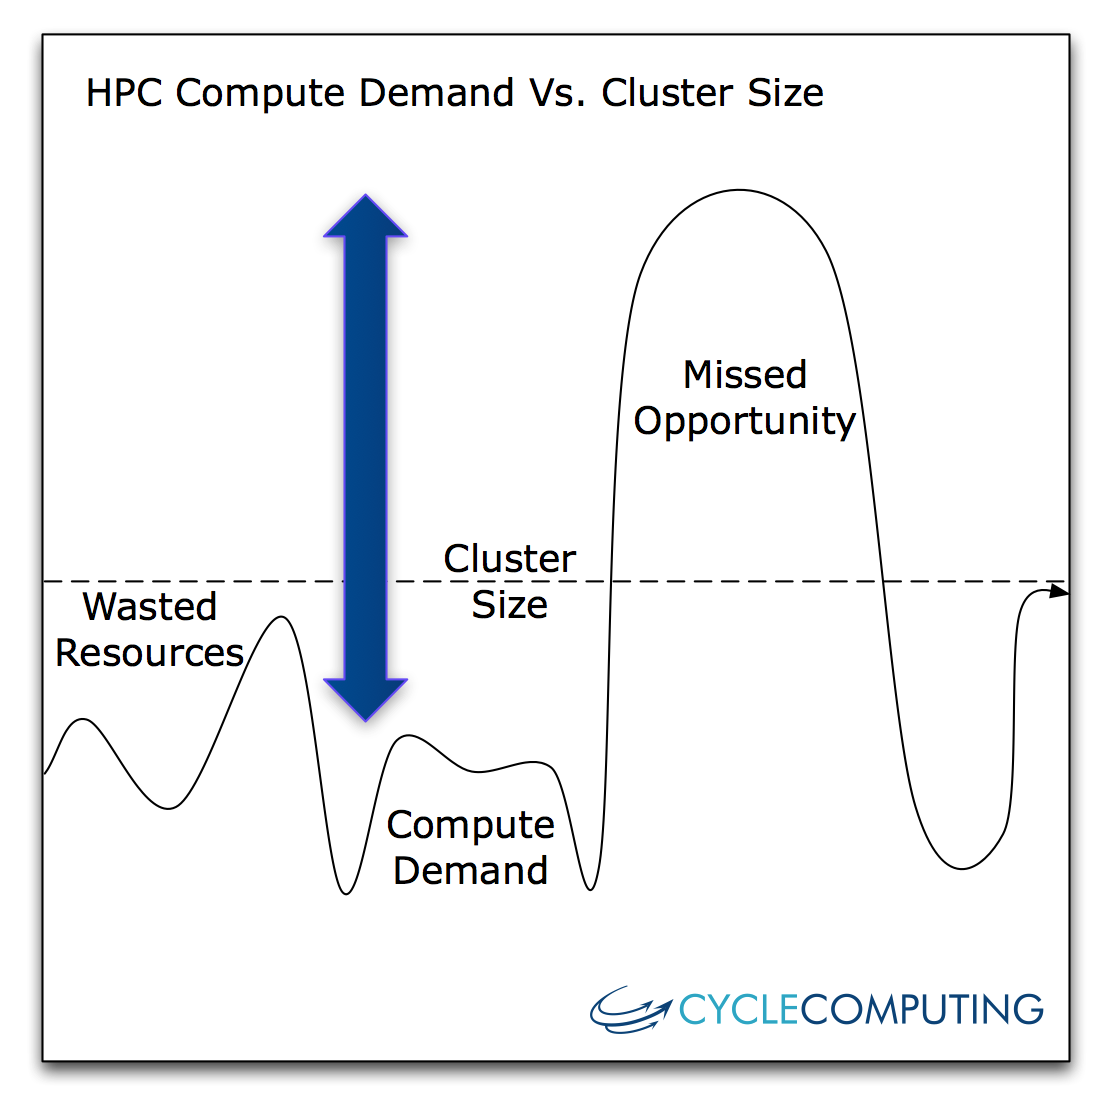 HPC Compute Demand Vs. Cluster Size
Missed
Opportunity
Cluster
Size
Wasted
Resources
Compute
Demand
CYCLECOMPUTING